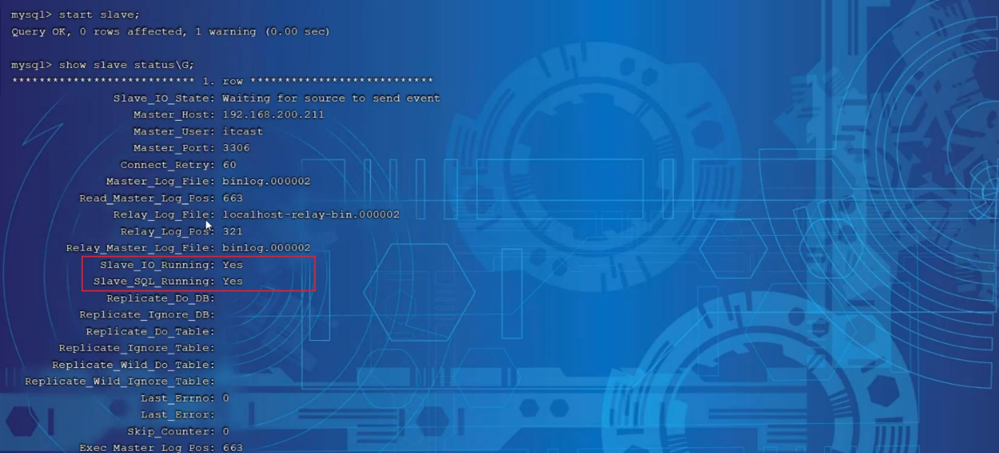 mysql> start slave;
Query OK, 0 rows affected, 1 warning (0.00 sec)
mysql> show slave status\G;
*************************** 1. row ***************************
Slave_IO_State: Waiting for source to send event
Master_Host: 192.168.200.211
Master_User: itcast
Master_Port: 3306
Connect_Retry: 60
Master_Log_File: binlog.000002
Read_Master_Log_Pos: 663
Relay_Log_File: localhost-relay-bin.000002
Relay_Log_Pos: 321
Relay_Master_Log_File: binlog.000002
Slave_IO_Running: Yes
Slave_SQL_Running: Yes
Replicate_Do_DB:
Replicate_Ignore_DB:
Replicate_Do_Table:
Replicate_Ignore_Table:
Replicate_Wild_Do_Table:
Replicate_Wild_Ignore_Table:
Last_Errno: 0
Last_Error:
Skip_Counter: 0
Exec_Master_Log_Pos: 663